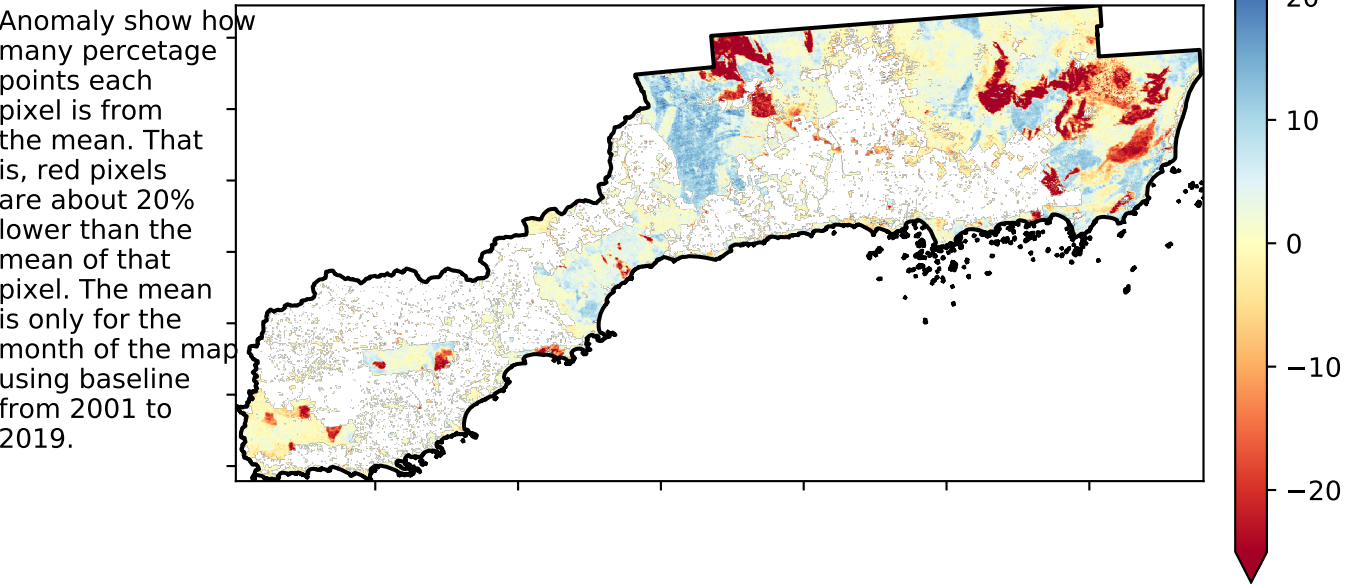 Anomaly show how
many percetage
points each
pixel is from
the mean. That
is, red pixels
are about 20%
lower than the
mean of that
pixel. The mean
is only for the
month of the map
using baseline
from 2001 to
2019.
20
10
0
−10
−20